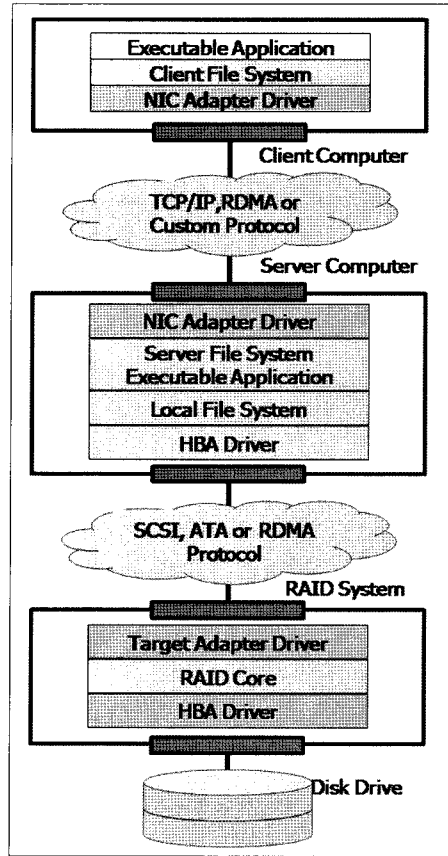 Executable Application
Client File System
NIC Adapter Driver
Client Computer
TCP/IP,RDMA or
Custom Protocol
Server Computer
NIC Adapter Driver
Server File System
Executable Application
Local File System
HBA Driver
SCSI, ATA or RDMA
Protocol
RAID System
Target Adapter Driver
RAID Core
HBA Driver
Disk Drive